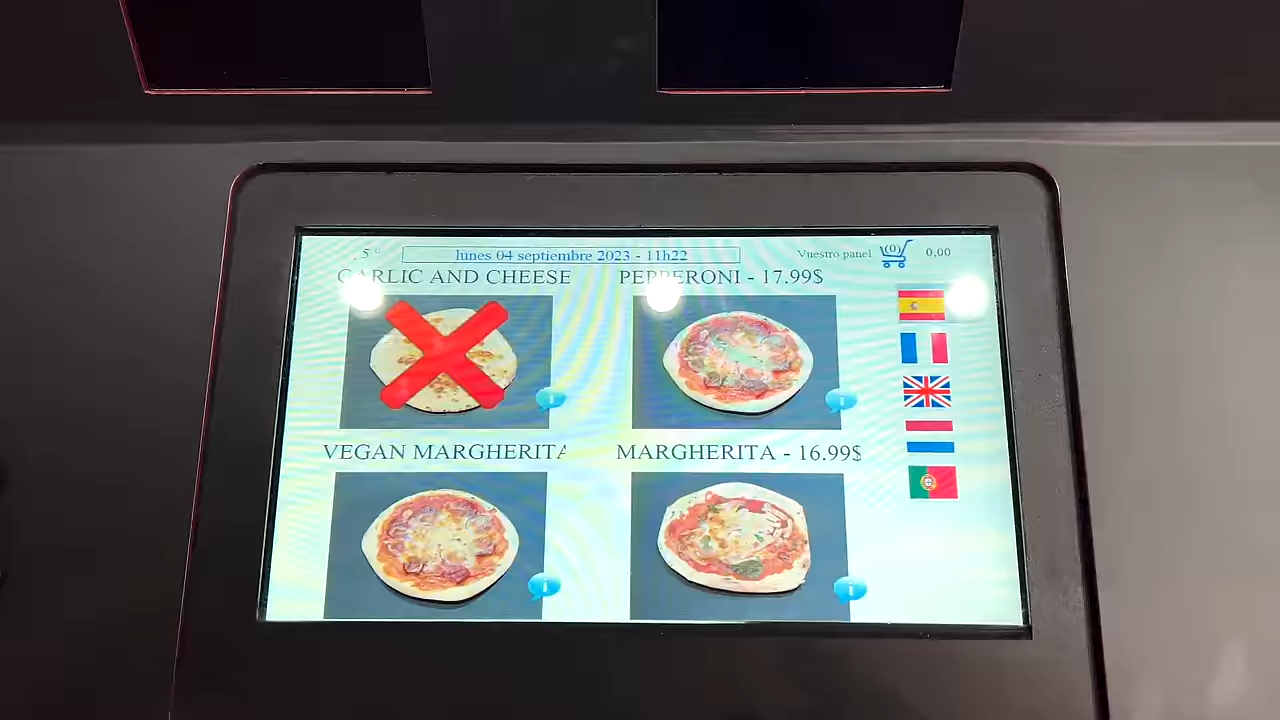 lunes 04 septiembre 2023 - 11h22
Vuestro panel (0) 0,00
GARLIC AND CHEESE
PEPPERONI - 17.99$
VEGAN MARGHERITA
MARGHERITA - 16.99$